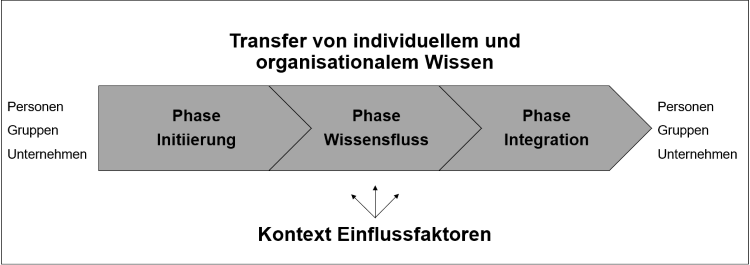 Transfer von individuellem und
organisationalem Wissen
Personen
Gruppen
Unternehmen
Phase
Initiierung
Phase
Wissensfluss
Phase
Integration
Personen
Gruppen
Unternehmen
Kontext Einflussfaktoren